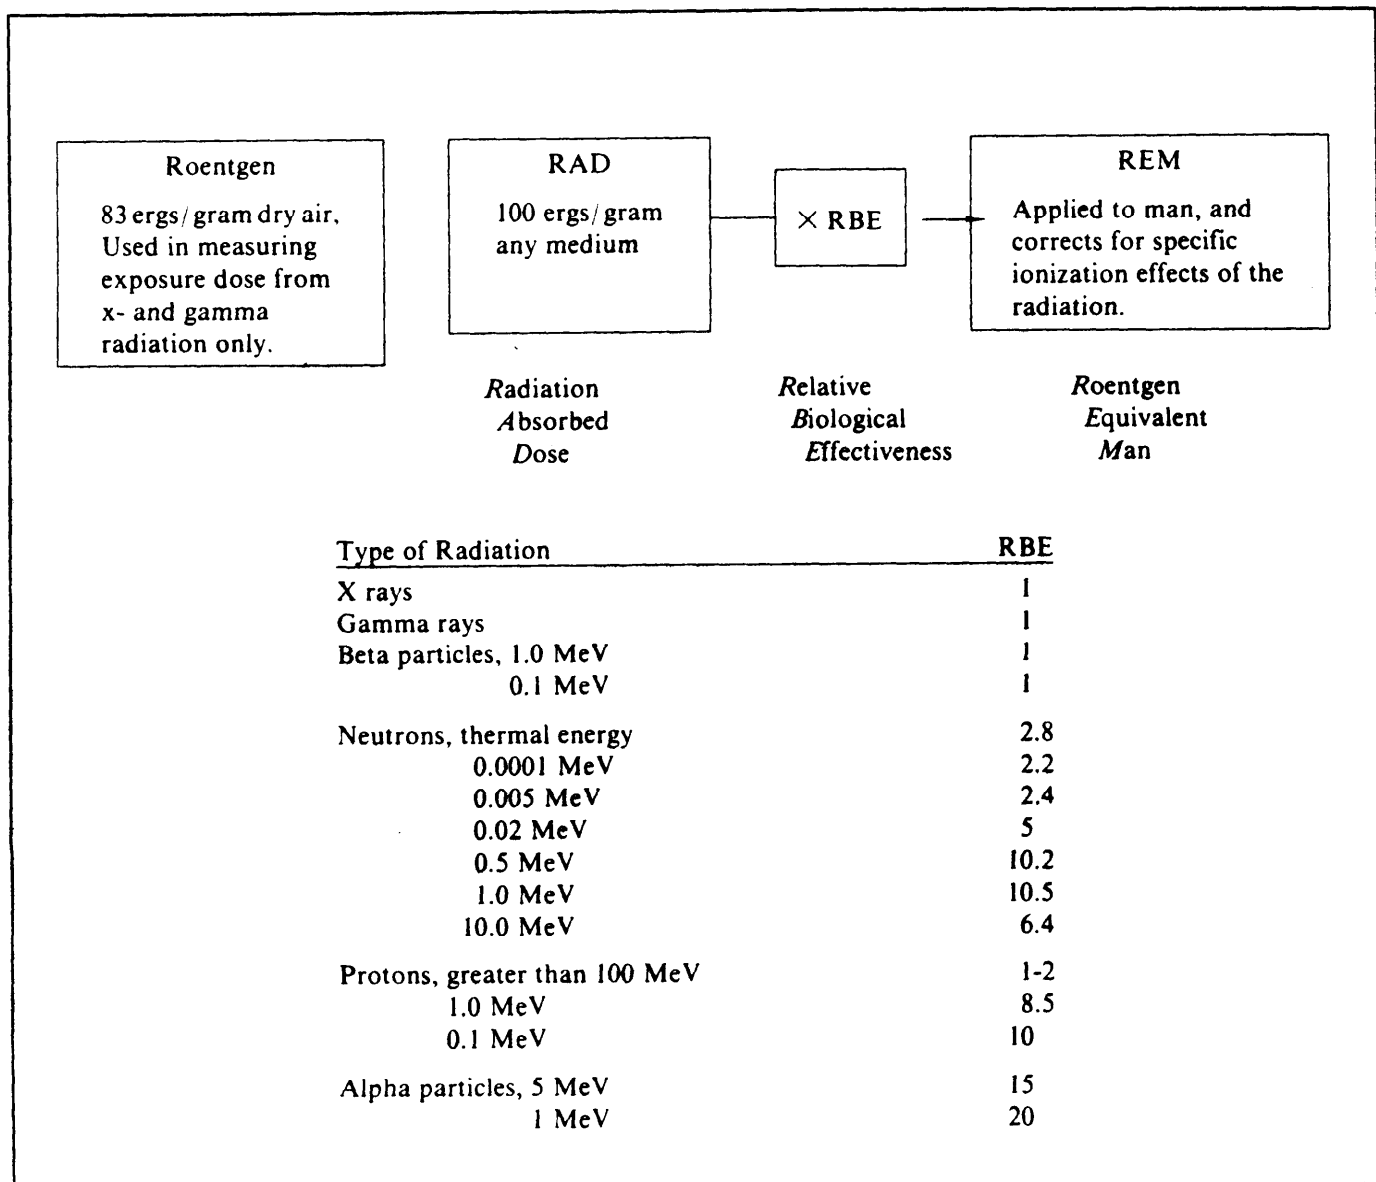 Roentgen
83 ergs/gram dry air,
Used in measuring
exposure dose from
x- and gamma
radiation only.
RAD
100 ergs/gram
any medium
× RBE
REM
Applied to man, and
corrects for specific
ionization effects of the
radiation.
Radiation
Absorbed
Dose
Relative
Biological
Effectiveness
Roentgen
Equivalent
Man
Type of Radiation RBE
X rays 1
Gamma rays 1
Beta particles, 1.0 MeV 1
0.1 MeV 1
Neutrons, thermal energy 2.8
0.0001 MeV 2.2
0.005 MeV 2.4
0.02 MeV 5
0.5 MeV 10.2
1.0 MeV 10.5
10.0 MeV 6.4
Protons, greater than 100 MeV 1-2
1.0 MeV 8.5
0.1 MeV 10
Alpha particles, 5 MeV 15
1 MeV 20